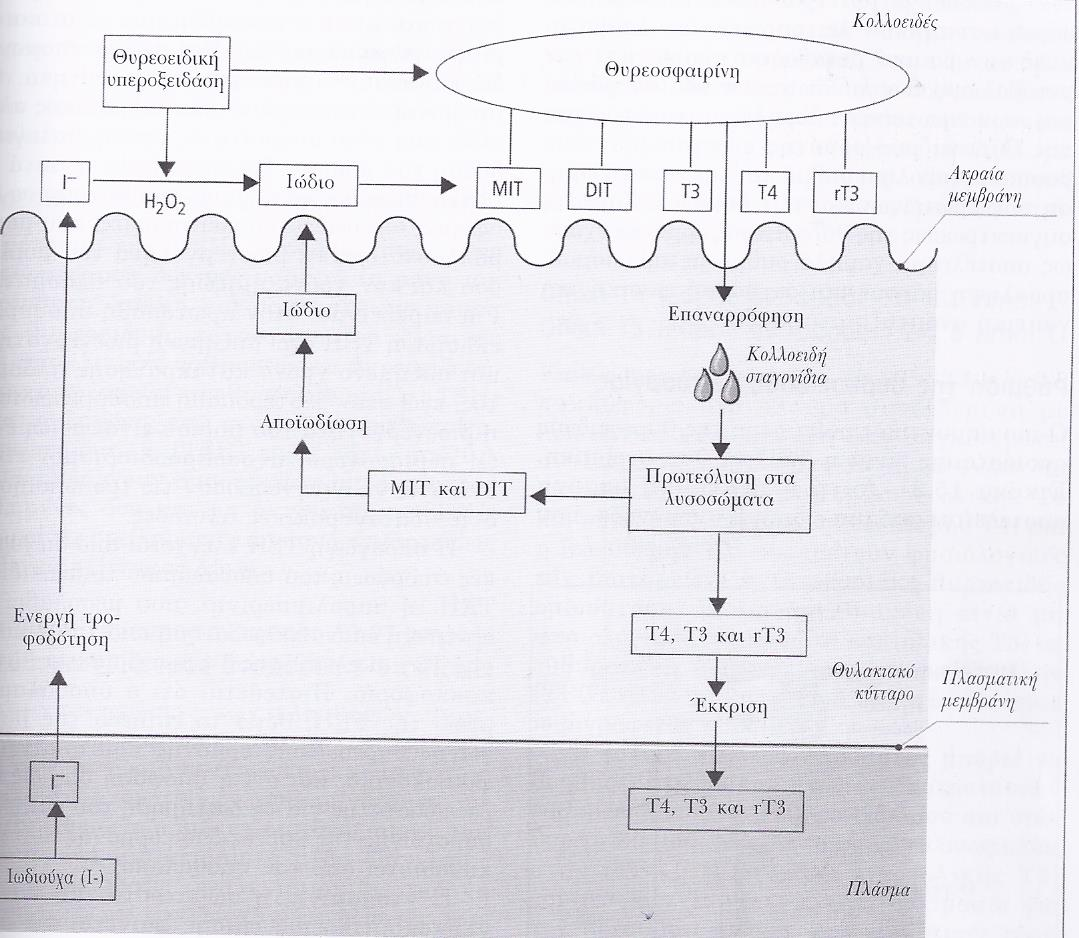 Κολλοειδές
Θυρεοειδική
υπεροξειδάση
Θυρεοσφαιρίνη
I⁻
H₂O₂
Ιώδιο
MIT
DIT
T3
T4
rT3
Ακραία
μεμβράνη
Ιώδιο
Επαναρρόφηση
Κολλοειδή
σταγονίδια
Αποϊωδίωση
MIT και DIT
Πρωτεόλυση στα
λυσοσώματα
Ενεργή τρο-
φοδότηση
T4, T3 και rT3
Θυλακιακό
κύτταρο
Πλασματική
μεμβράνη
Έκκριση
I⁻
T4, T3 και rT3
Ιωδιούχα (I-)
Πλάσμα